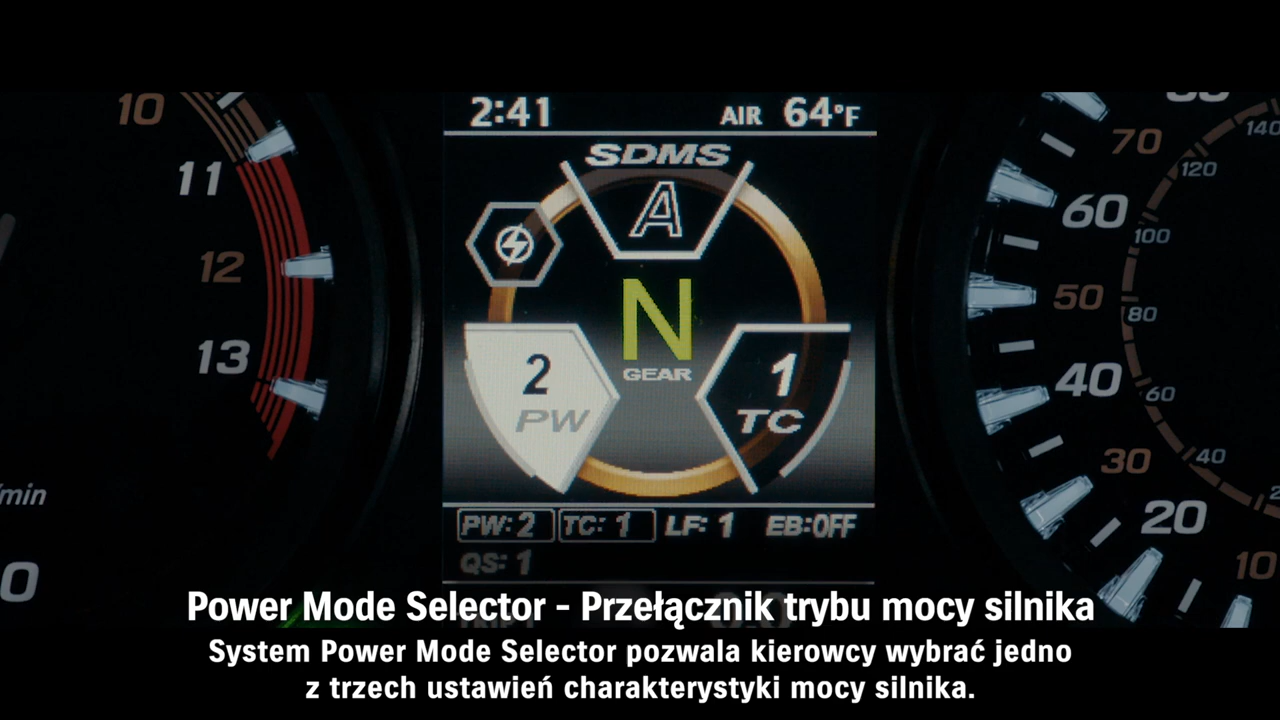 2:41 AIR 64°F
SDMS
A
N
GEAR
2
PW
1
TC
PW: 2 TC: 1 LF: 1 EB:OFF
QS: 1
10
11
12
13
/min
0
70
60
50
40
30
20
10
140
120
100
80
60
40
Power Mode Selector - Przełącznik trybu mocy silnika
System Power Mode Selector pozwala kierowcy wybrać jedno
z trzech ustawień charakterystyki mocy silnika.